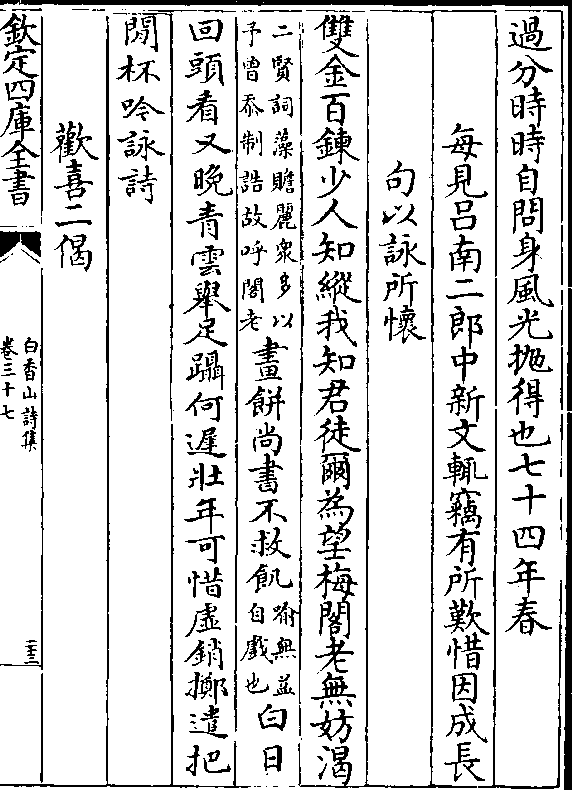 過分時時自問身風光抛得也七十四年春
每見呂南二郎中新文輒竊有所歎惜因成長
句以詠所懷
雙金百鍊少人知縱我知君徒爾為望梅閣老無妨渴
二賢詞藻贍麗衆多以
予曾忝制誥故呼閣老
畫餅尚書不救飢
喻無益
自戲也
白日
回頭看又晚青雲舉足躡何遲壯年可惜虛銷擲遣把
閒杯吟詠詩
歡喜二偈
欽定四庫全書
白香山詩集
卷三十七